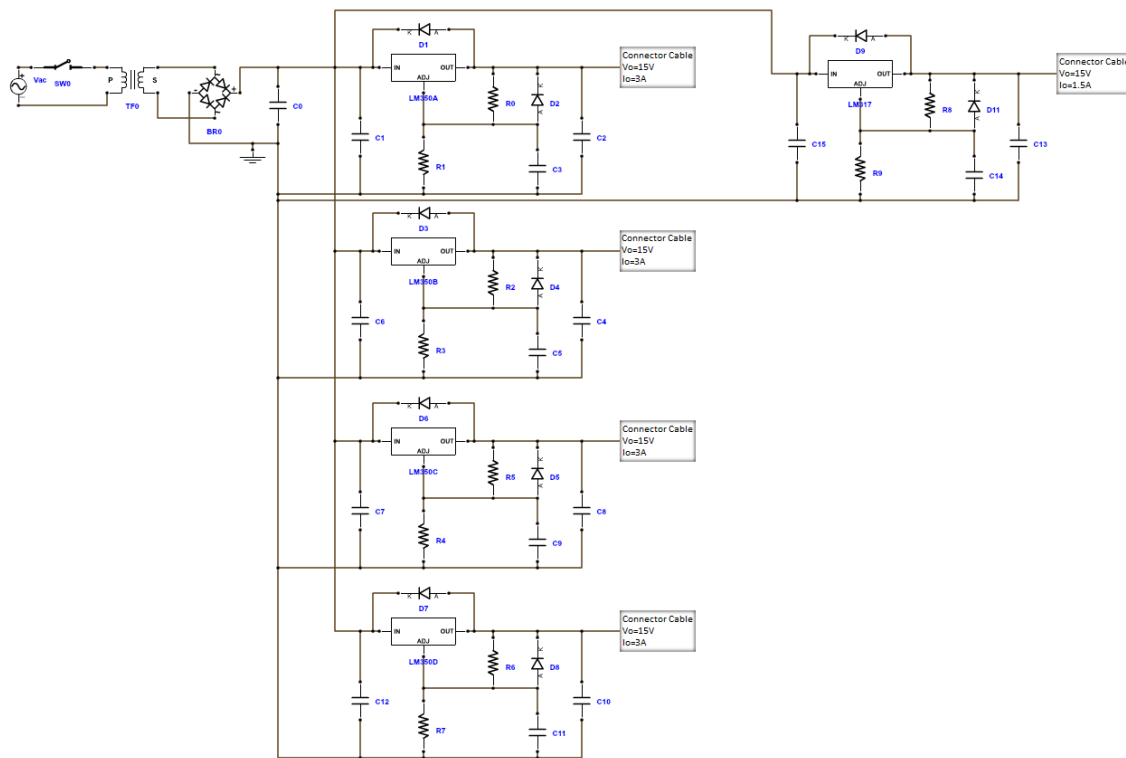 D1
Connector Cable
Vo=15V
Io=3A
K A
IN OUT
ADJ
LM350A
R0
K
D2
A
C1
C2
R1
C3
Vac
SW0
P S
TF0
+
-
BR0
C0
D9
Connector Cable
Vo=15V
Io=1.5A
K A
IN OUT
ADJ
LM317
R8
K
D11
A
C15
C13
R9
C14
D3
Connector Cable
Vo=15V
Io=3A
K A
IN OUT
ADJ
LM350B
R2
K
D4
A
C6
C4
R3
C5
D6
Connector Cable
Vo=15V
Io=3A
K A
IN OUT
ADJ
LM350C
R5
K
D5
A
C7
C8
R4
C9
D7
Connector Cable
Vo=15V
Io=3A
K A
IN OUT
ADJ
LM350D
R6
K
D8
A
C12
C10
R7
C11